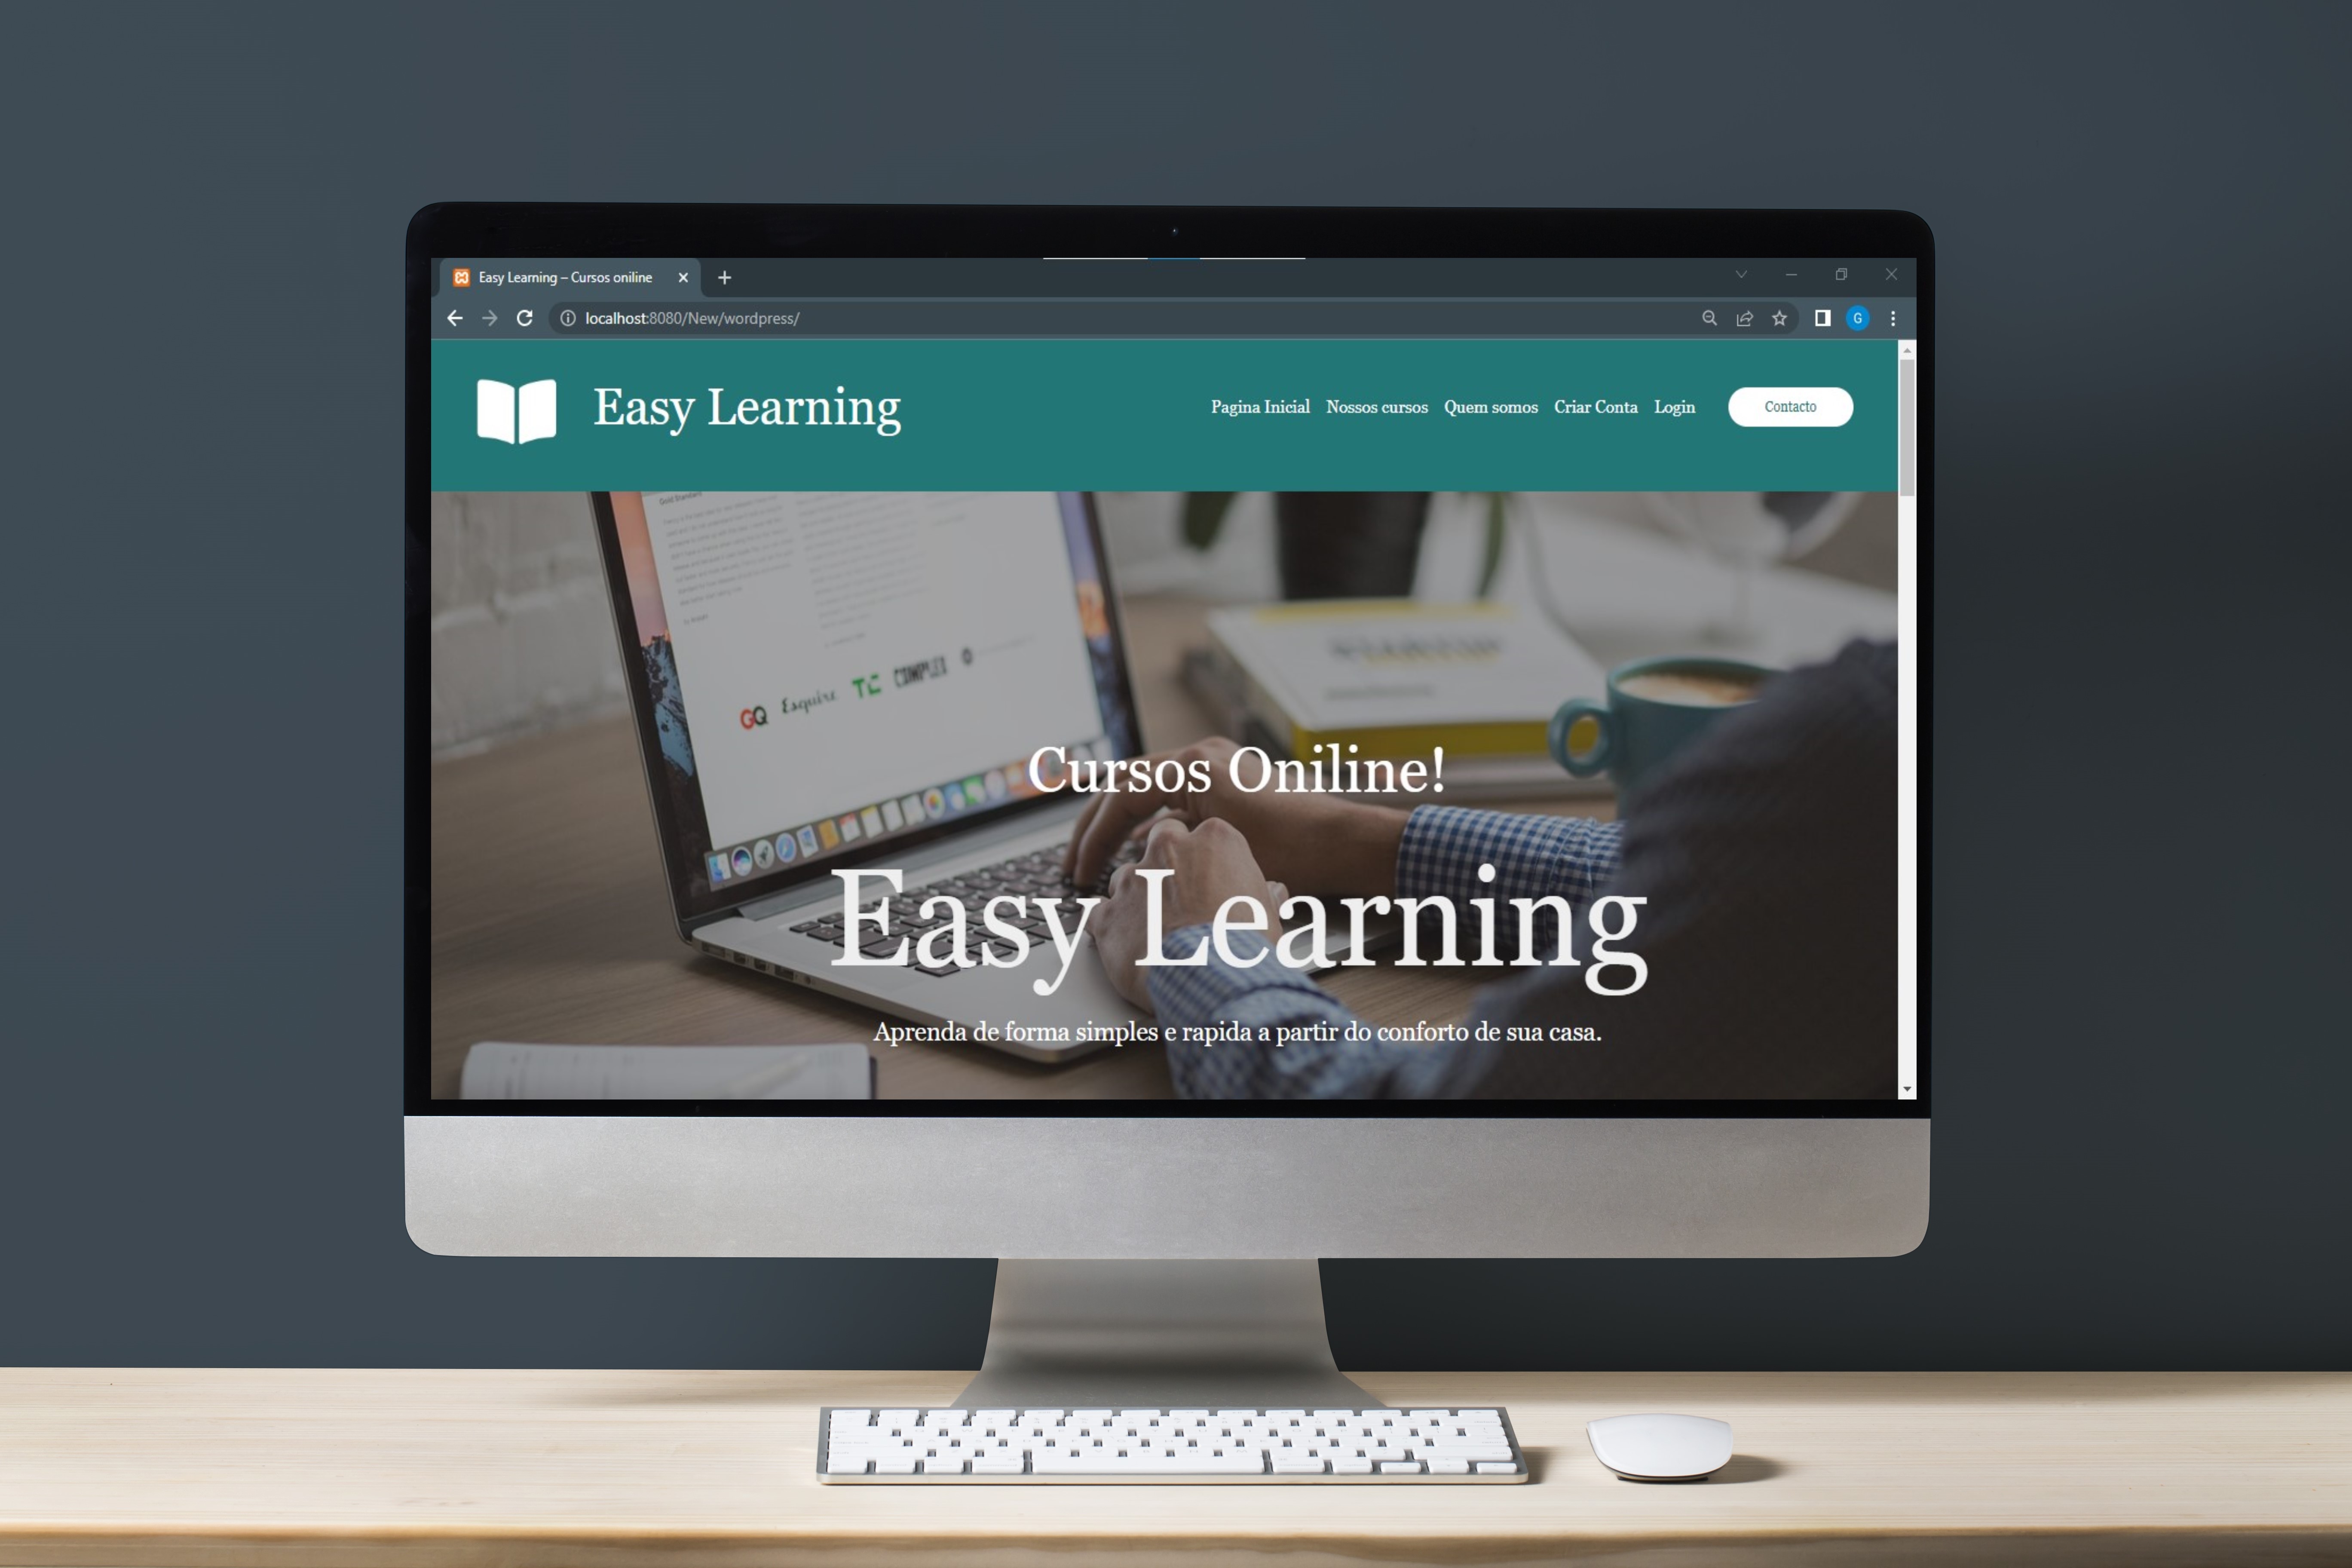 Easy Learning – Cursos oniline
localhost:8080/New/wordpress/
G
Easy Learning
Pagina Inicial Nossos cursos Quem somos Criar Conta Login Contacto
Gold Standard
GQ Esquire TC COMPLEX
Cursos Oniline!
Easy Learning
Aprenda de forma simples e rapida a partir do conforto de sua casa.